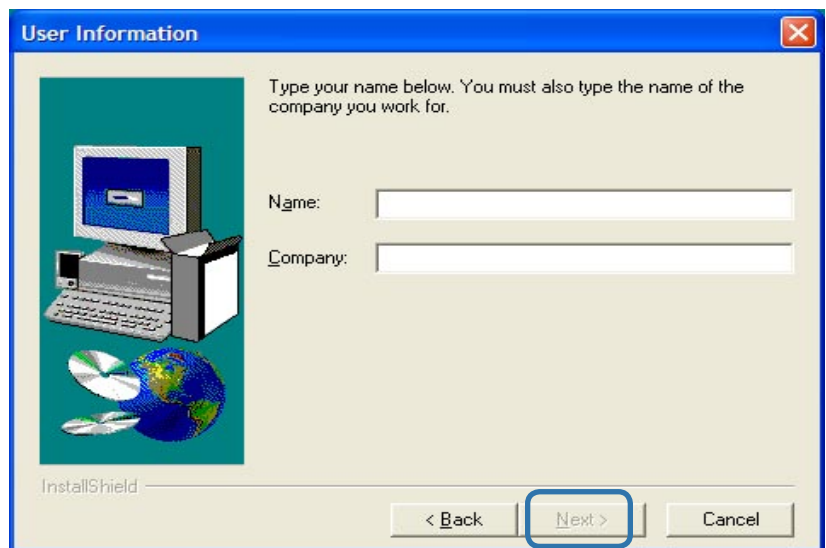 User Information
Type your name below. You must also type the name of the
company you work for.
Name:
Company:
InstallShield
< Back
Next >
Cancel